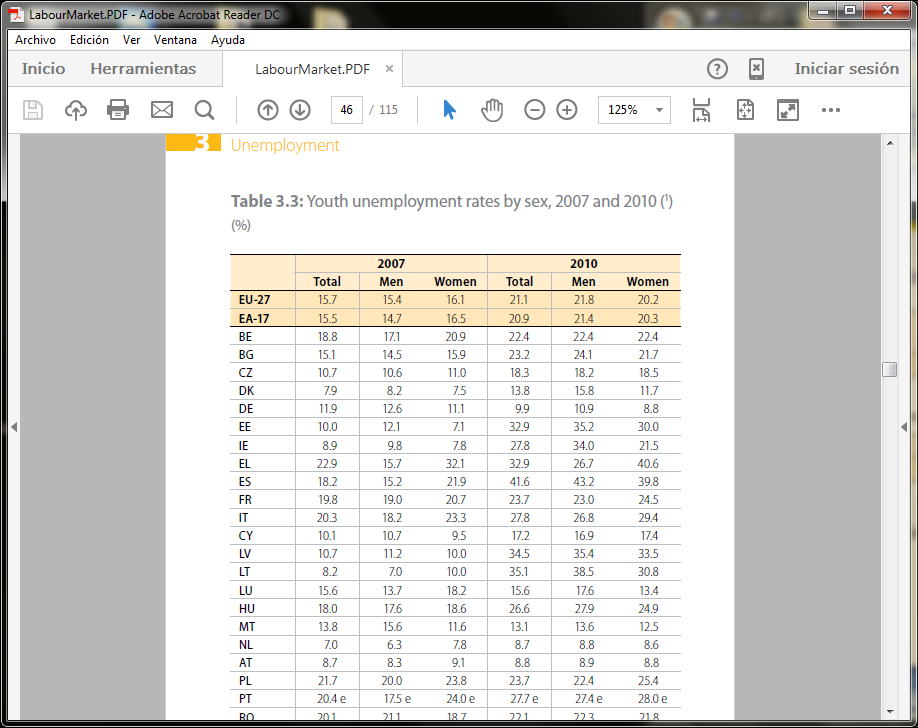 LabourMarket.PDF - Adobe Acrobat Reader DC
Archivo Edición Ver Ventana Ayuda
Inicio Herramientas LabourMarket.PDF × Iniciar sesión
46 / 115 125%
3 Unemployment
Table 3.3: Youth unemployment rates by sex, 2007 and 2010 (¹)
(%)
2007 2010
Total Men Women Total Men Women
EU-27 15.7 15.4 16.1 21.1 21.8 20.2
EA-17 15.5 14.7 16.5 20.9 21.4 20.3
BE 18.8 17.1 20.9 22.4 22.4 22.4
BG 15.1 14.5 15.9 23.2 24.1 21.7
CZ 10.7 10.6 11.0 18.3 18.2 18.5
DK 7.9 8.2 7.5 13.8 15.8 11.7
DE 11.9 12.6 11.1 9.9 10.9 8.8
EE 10.0 12.1 7.1 32.9 35.2 30.0
IE 8.9 9.8 7.8 27.8 34.0 21.5
EL 22.9 15.7 32.1 32.9 26.7 40.6
ES 18.2 15.2 21.9 41.6 43.2 39.8
FR 19.8 19.0 20.7 23.7 23.0 24.5
IT 20.3 18.2 23.3 27.8 26.8 29.4
CY 10.1 10.7 9.5 17.2 16.9 17.4
LV 10.7 11.2 10.0 34.5 35.4 33.5
LT 8.2 7.0 10.0 35.1 38.5 30.8
LU 15.6 13.7 18.2 15.6 17.6 13.4
HU 18.0 17.6 18.6 26.6 27.9 24.9
MT 13.8 15.6 11.6 13.1 13.6 12.5
NL 7.0 6.3 7.8 8.7 8.8 8.6
AT 8.7 8.3 9.1 8.8 8.9 8.8
PL 21.7 20.0 23.8 23.7 22.4 25.4
PT 20.4 e 17.5 e 24.0 e 27.7 e 27.4 e 28.0 e
RO 20.1 21.1 18.7 22.1 22.3 21.8